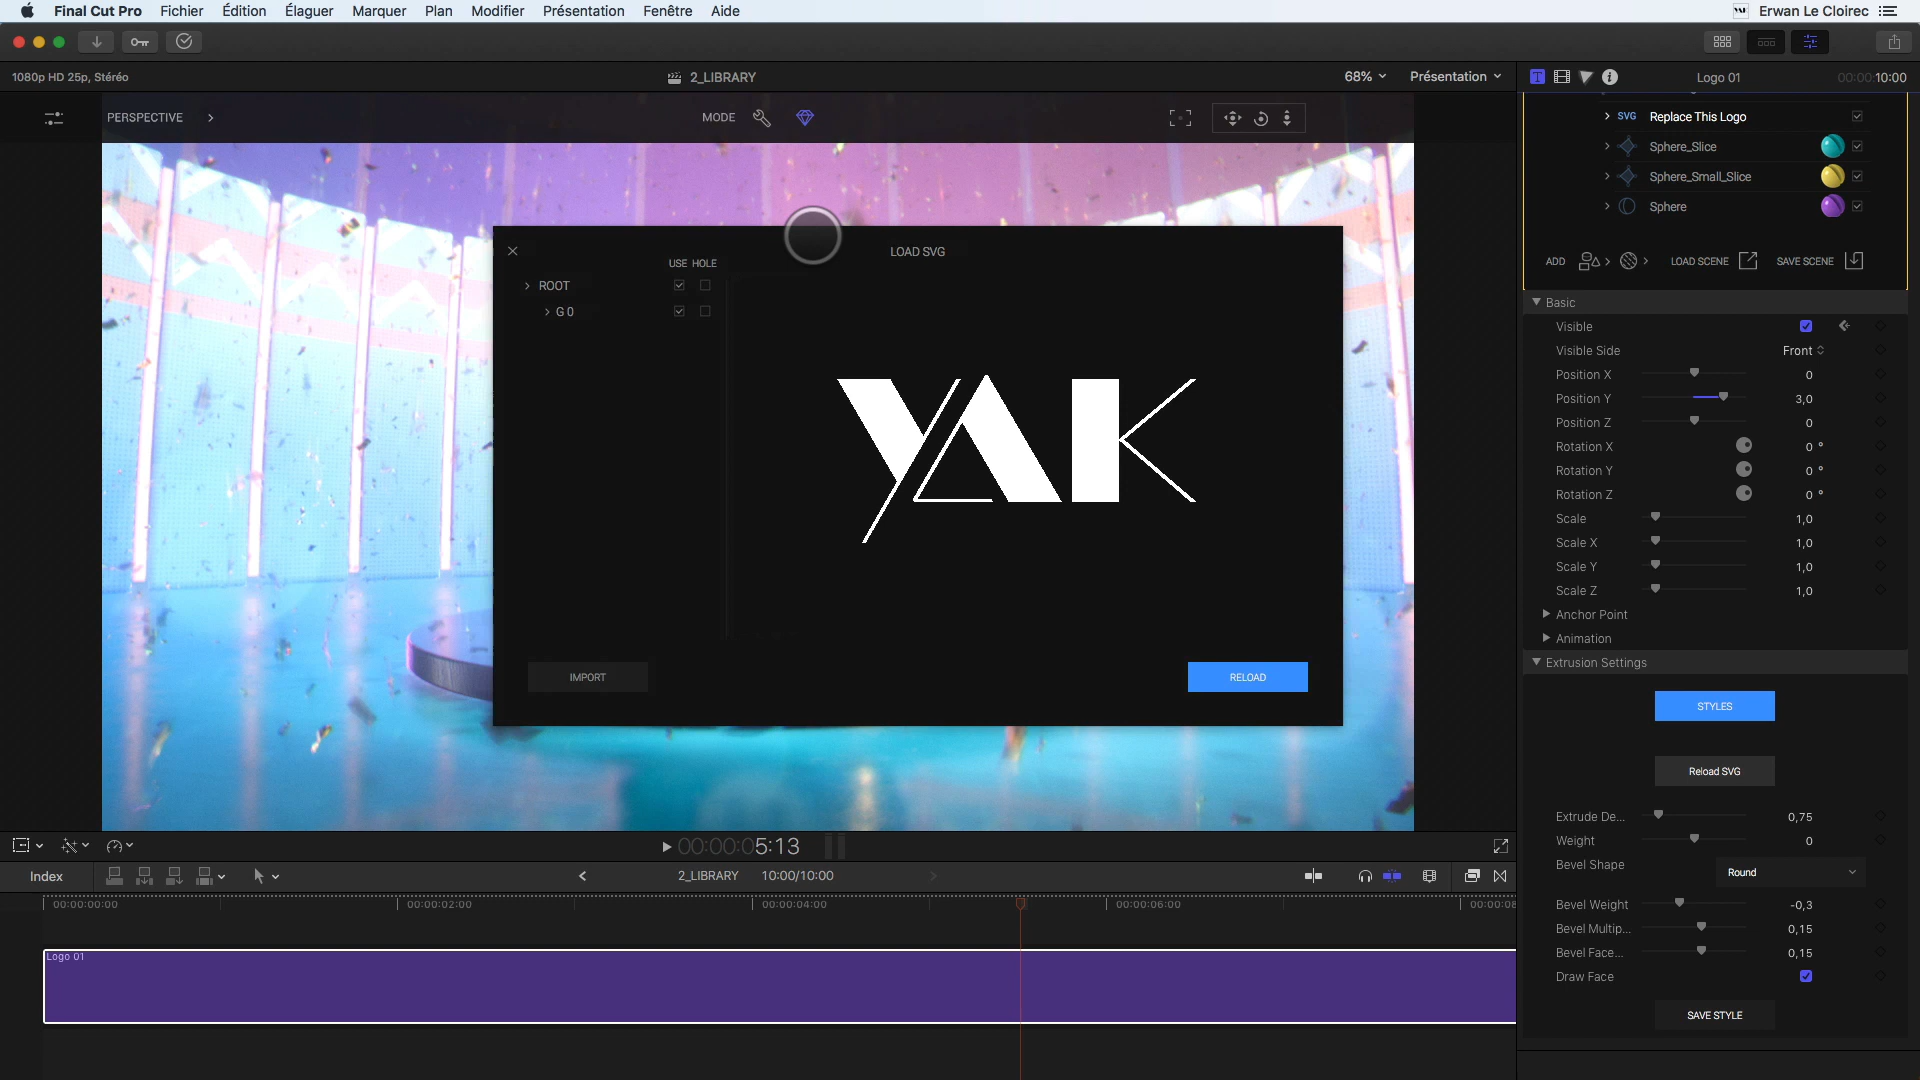 Final Cut Pro Fichier Édition Élaguer Marquer Plan Modifier Présentation Fenêtre Aide Erwan Le Cloirec
1080p HD 25p, Stéréo 2_LIBRARY 68% Présentation Logo 01 00:00:10:00
PERSPECTIVE MODE
SVG Replace This Logo
Sphere_Slice
Sphere_Small_Slice
Sphere
ADD LOAD SCENE SAVE SCENE
LOAD SVG
USE HOLE
ROOT
G 0
YAK
IMPORT RELOAD
Basic
Visible
Visible Side Front
Position X 0
Position Y 3,0
Position Z 0
Rotation X 0 °
Rotation Y 0 °
Rotation Z 0 °
Scale 1,0
Scale X 1,0
Scale Y 1,0
Scale Z 1,0
Anchor Point
Animation
Extrusion Settings
STYLES
Reload SVG
Extrude De... 0,75
Weight 0
Bevel Shape Round
Bevel Weight -0,3
Bevel Multip... 0,15
Bevel Face... 0,15
Draw Face
SAVE STYLE
00:00:05:13
Index 2_LIBRARY 10:00/10:00
00:00:00:00 00:00:02:00 00:00:04:00 00:00:06:00 00:00:08
Logo 01